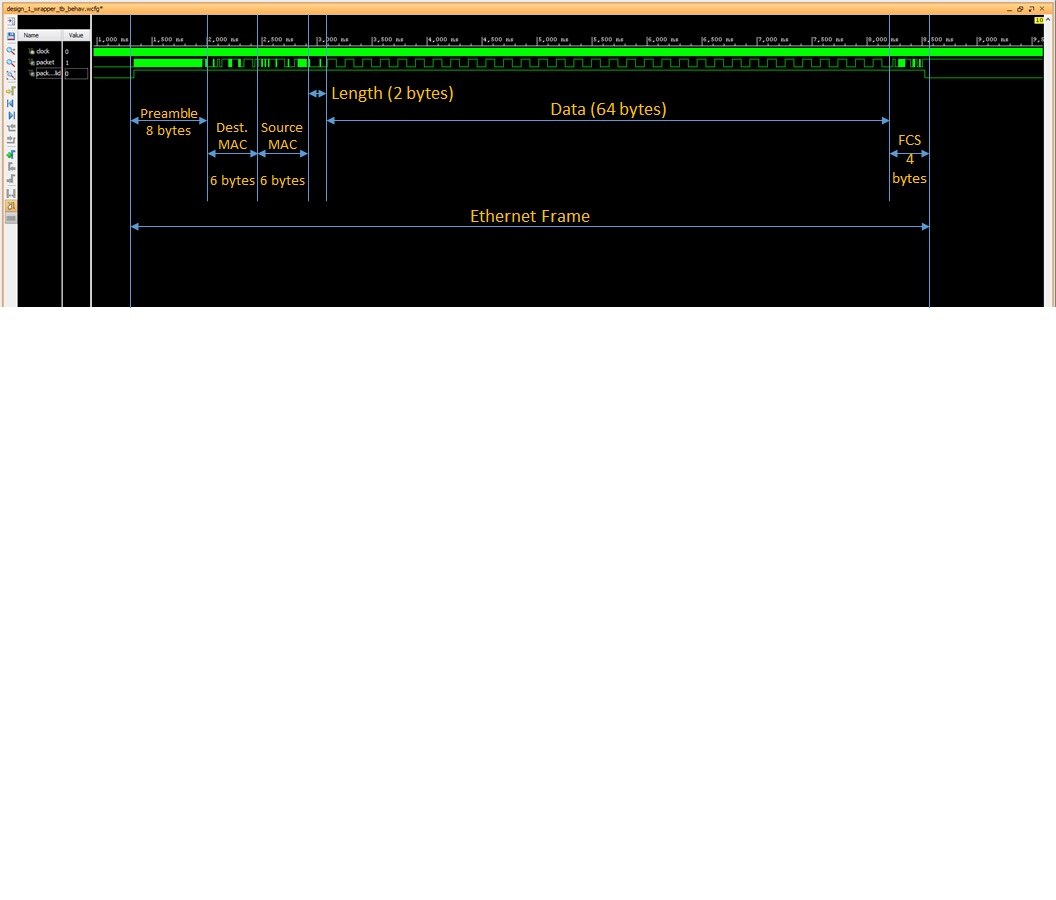 design_1_wrapper_tb_behav.wcfg*
10
Name Value
|1,000 ns |1,500 ns |2,000 ns |2,500 ns |3,000 ns |3,500 ns |4,000 ns |4,500 ns |5,000 ns |5,500 ns |6,000 ns |6,500 ns |7,000 ns |7,500 ns |8,000 ns |8,500 ns |9,000 ns |9,5
clock 0
packet 1
pack...lid 0
Length (2 bytes)
Data (64 bytes)
Preamble
8 bytes
Dest.
MAC
6 bytes
Source
MAC
6 bytes
FCS
4
bytes
Ethernet Frame